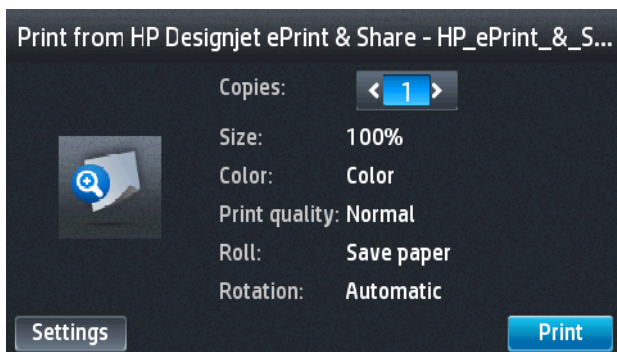 Print from HP Designjet ePrint & Share - HP_ePrint_&_S...
Copies: 1
Size: 100%
Color: Color
Print quality: Normal
Roll: Save paper
Rotation: Automatic
Settings Print